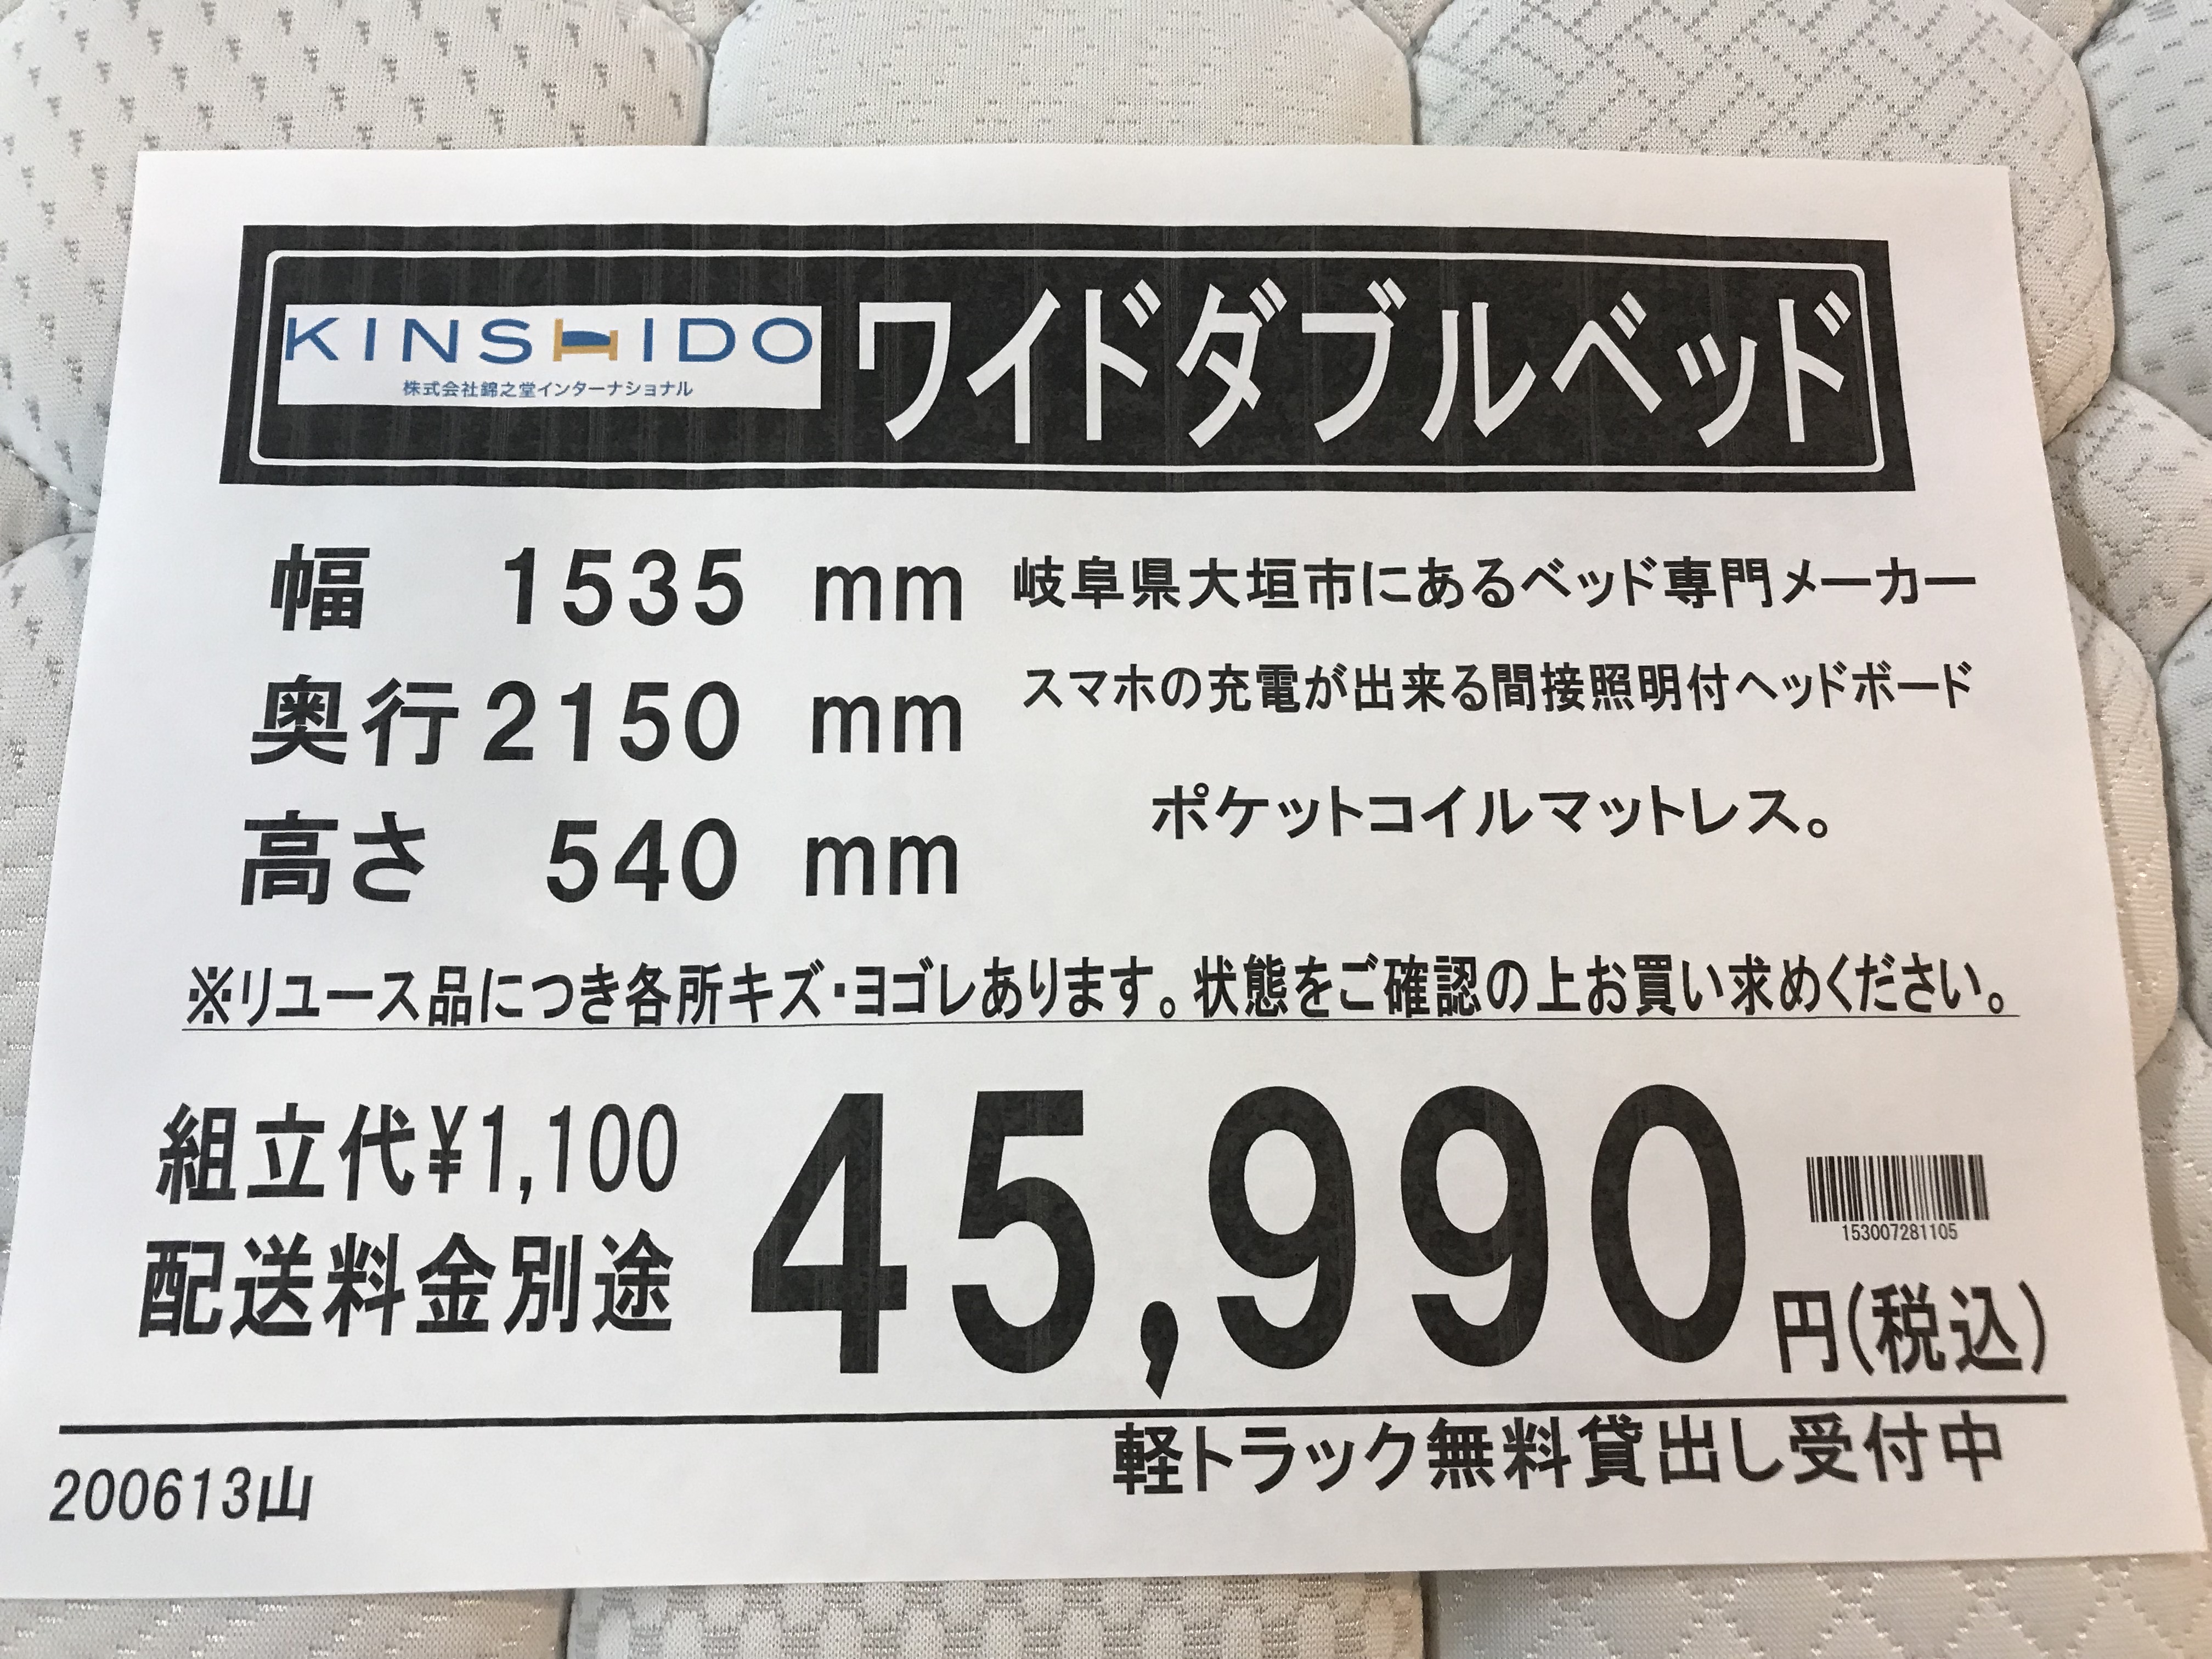 KINSHIDO
株式会社錦之堂インターナショナル
ワイドダブルベッド
幅 1535 mm
奥行 2150 mm
高さ 540 mm
岐阜県大垣市にあるベッド専門メーカー
スマホの充電が出来る間接照明付ヘッドボード
ポケットコイルマットレス。
※リユース品につき各所キズ・ヨゴレあります。状態をご確認の上お買い求めください。
組立代¥1,100
配送料金別途
45,990
円(税込)
153007281105
軽トラック無料貸出し受付中
200613山